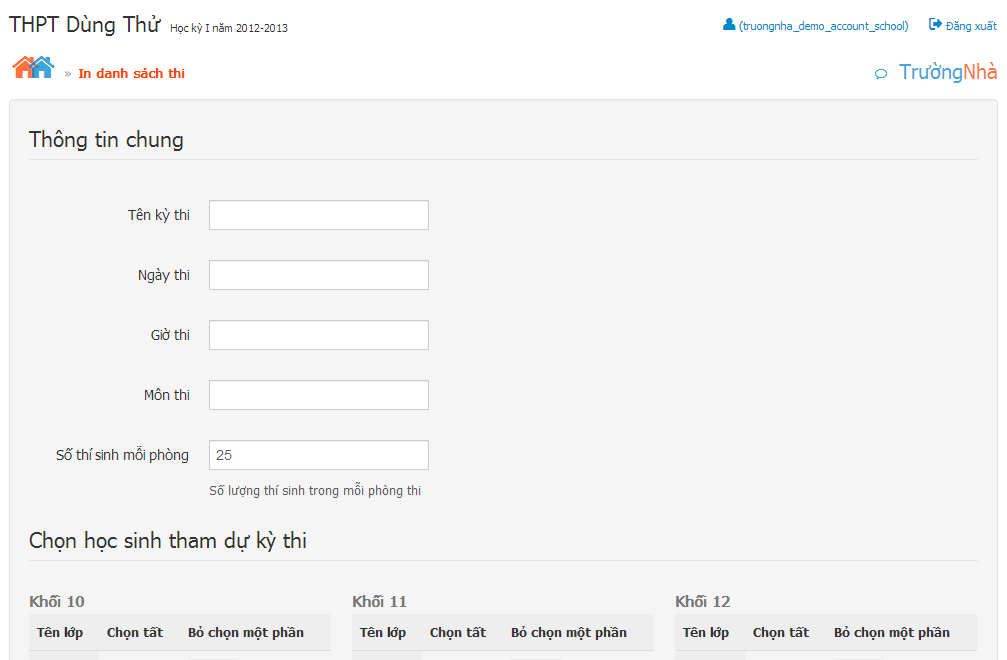 THPT Dùng Thử Học kỳ I năm 2012-2013 (truongnha_demo_account_school) Đăng xuất
» In danh sách thi TrườngNhà
Thông tin chung
Tên kỳ thi
Ngày thi
Giờ thi
Môn thi
Số thí sinh mỗi phòng 25
Số lượng thí sinh trong mỗi phòng thi
Chọn học sinh tham dự kỳ thi
Khối 10 Khối 11 Khối 12
Tên lớp Chọn tất Bỏ chọn một phần Tên lớp Chọn tất Bỏ chọn một phần Tên lớp Chọn tất Bỏ chọn một phần